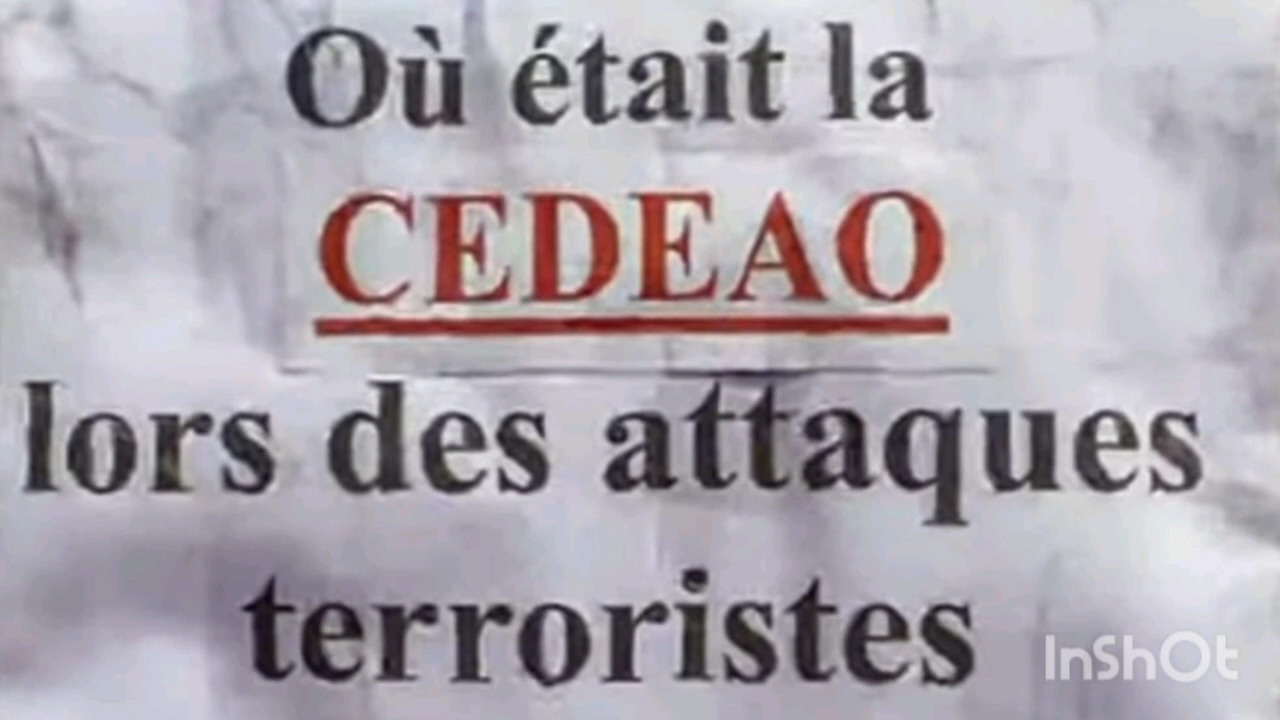 Où était la
CEDEAO
lors des attaques
terroristes
InShOt